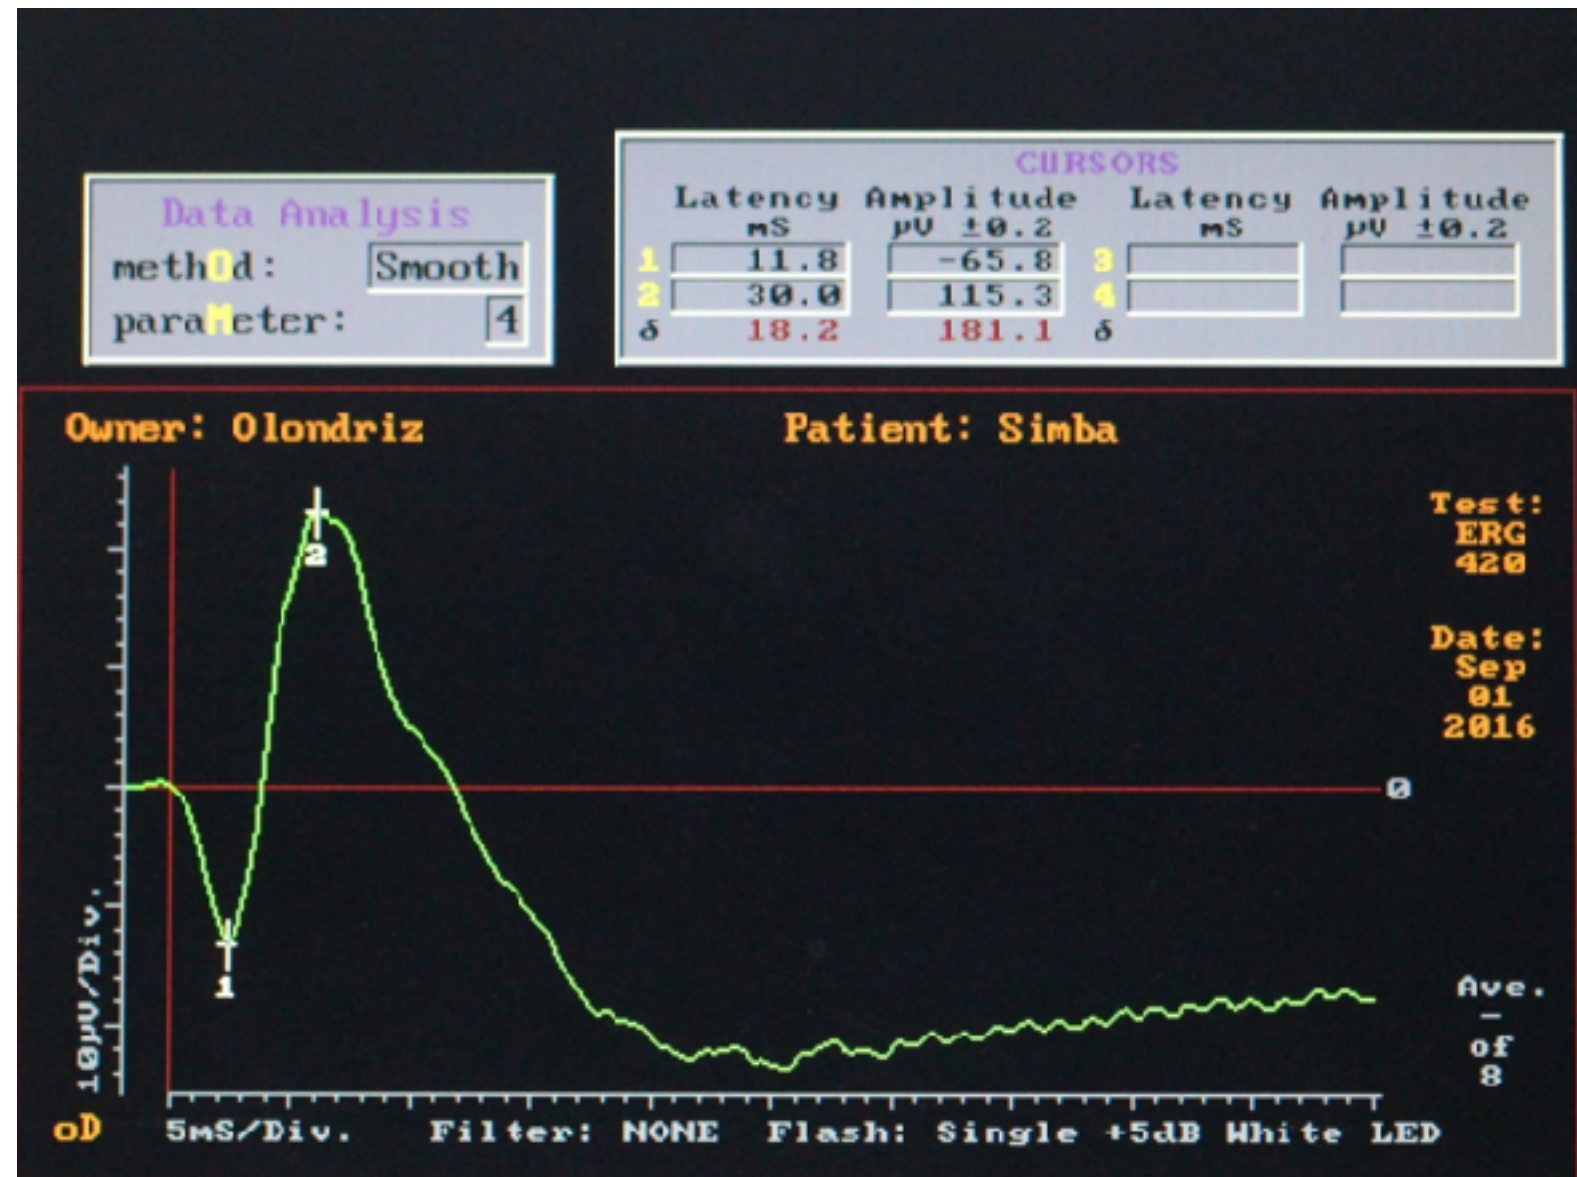 Data Analysis
methOd: Smooth
paraMeter: 4
CURSORS
Latency Amplitude Latency Amplitude
mS µV ±0.2 mS µV ±0.2
1 11.8 -65.8 3
2 30.0 115.3 4
δ 18.2 181.1 δ
Owner: Olondriz Patient: Simba
Test:
ERG
420
Date:
Sep
01
2016
2
0
1
10µV/Div.
Ave.
-
of
8
oD 5mS/Div. Filter: NONE Flash: Single +5dB White LED